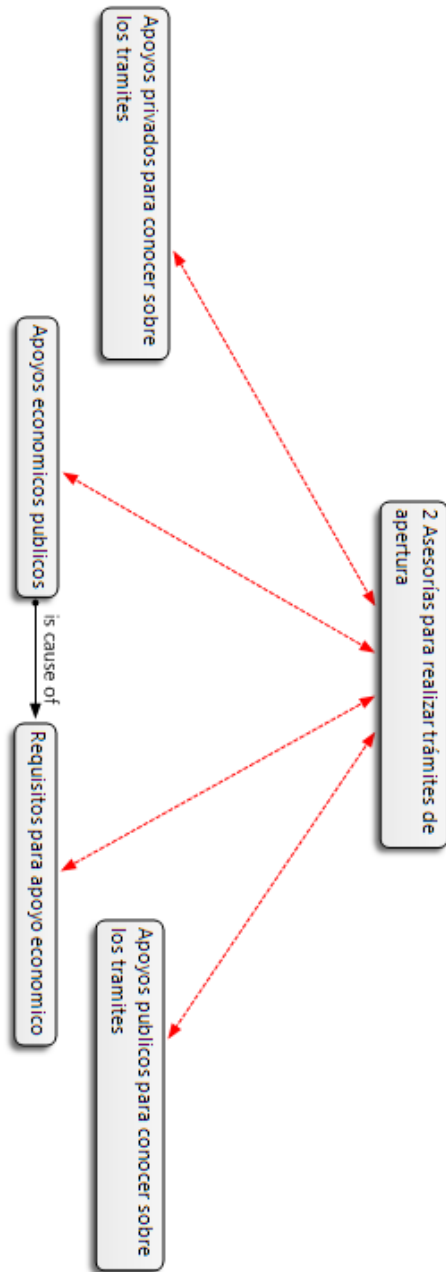 2 Asesorías para realizar trámites de
apertura
Apoyos privados para conocer sobre
los tramites
Apoyos economicos publicos
is cause of
Requisitos para apoyo economico
Apoyos publicos para conocer sobre
los tramites